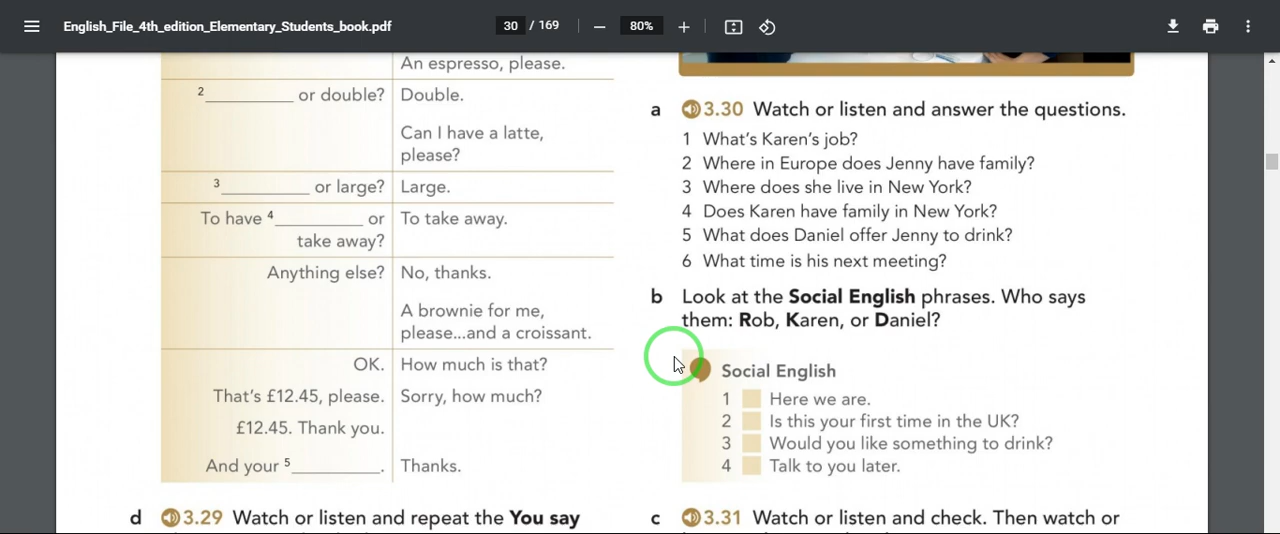 English_File_4th_edition_Elementary_Students_book.pdf
30 / 169
80%
An espresso, please.
2 __________ or double? Double.
Can I have a latte,
please?
3 __________ or large? Large.
To have 4 __________ or To take away.
take away?
Anything else? No, thanks.
A brownie for me,
please...and a croissant.
OK. How much is that?
That's £12.45, please. Sorry, how much?
£12.45. Thank you.
And your 5 __________. Thanks.
d 3.29 Watch or listen and repeat the You say
a 3.30 Watch or listen and answer the questions.
1 What's Karen's job?
2 Where in Europe does Jenny have family?
3 Where does she live in New York?
4 Does Karen have family in New York?
5 What does Daniel offer Jenny to drink?
6 What time is his next meeting?
b Look at the Social English phrases. Who says
them: Rob, Karen, or Daniel?
Social English
1 Here we are.
2 Is this your first time in the UK?
3 Would you like something to drink?
4 Talk to you later.
c 3.31 Watch or listen and check. Then watch or